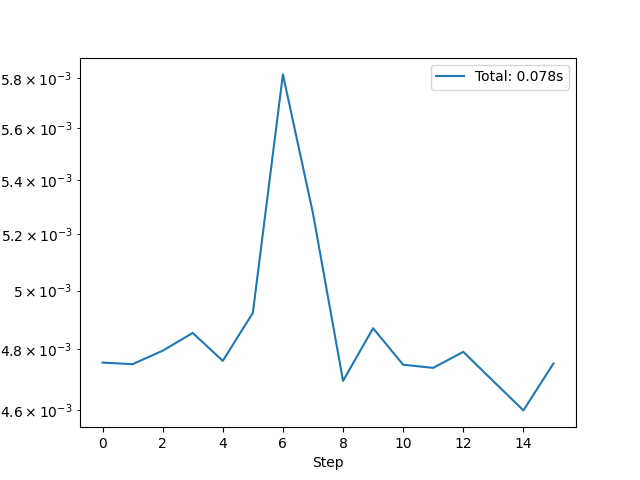 Total: 0.078s
5.8 × 10⁻³
5.6 × 10⁻³
5.4 × 10⁻³
5.2 × 10⁻³
5 × 10⁻³
4.8 × 10⁻³
4.6 × 10⁻³
0 2 4 6 8 10 12 14
Step